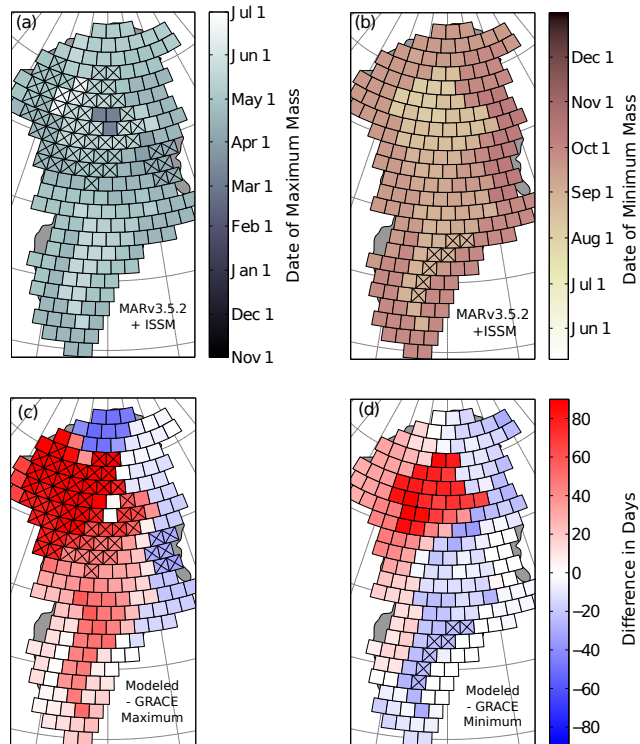 (a)
MARv3.5.2
+ ISSM
Jul 1
Jun 1
May 1
Apr 1
Mar 1
Feb 1
Jan 1
Dec 1
Nov 1
Date of Maximum Mass
(b)
MARv3.5.2
+ISSM
Dec 1
Nov 1
Oct 1
Sep 1
Aug 1
Jul 1
Jun 1
Date of Minimum Mass
(c)
Modeled
- GRACE
Maximum
(d)
Modeled
- GRACE
Minimum
80
60
40
20
0
−20
−40
−60
−80
Difference in Days